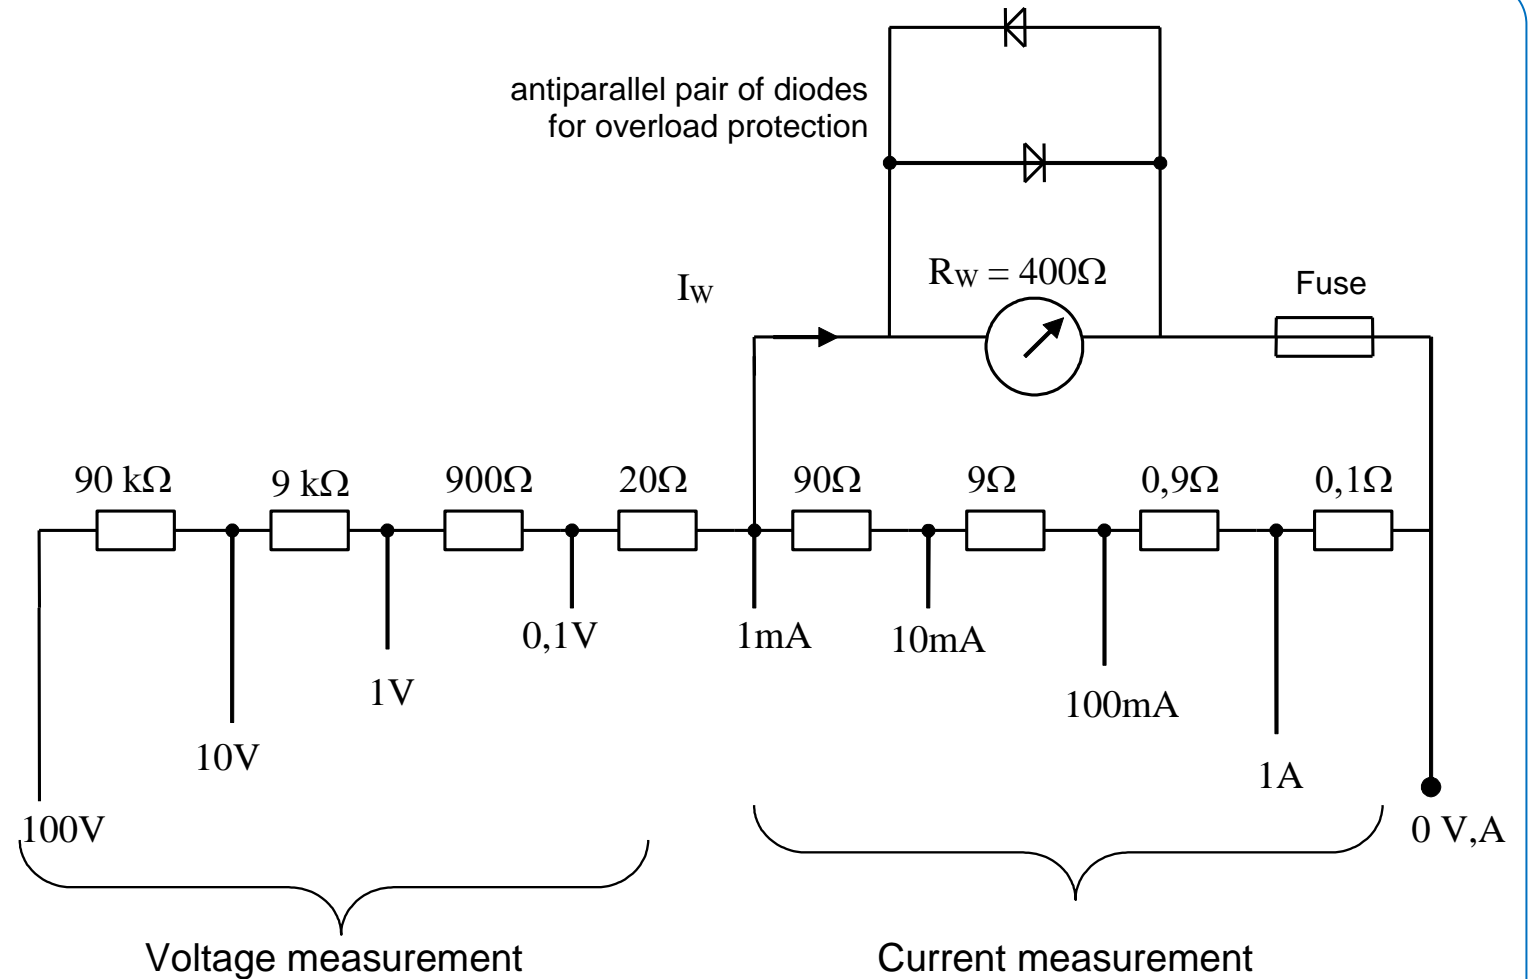 antiparallel pair of diodes
for overload protection
IW
RW = 400Ω
Fuse
90 kΩ
9 kΩ
900Ω
20Ω
90Ω
9Ω
0,9Ω
0,1Ω
100V
10V
1V
0,1V
1mA
10mA
100mA
1A
0 V,A
Voltage measurement
Current measurement